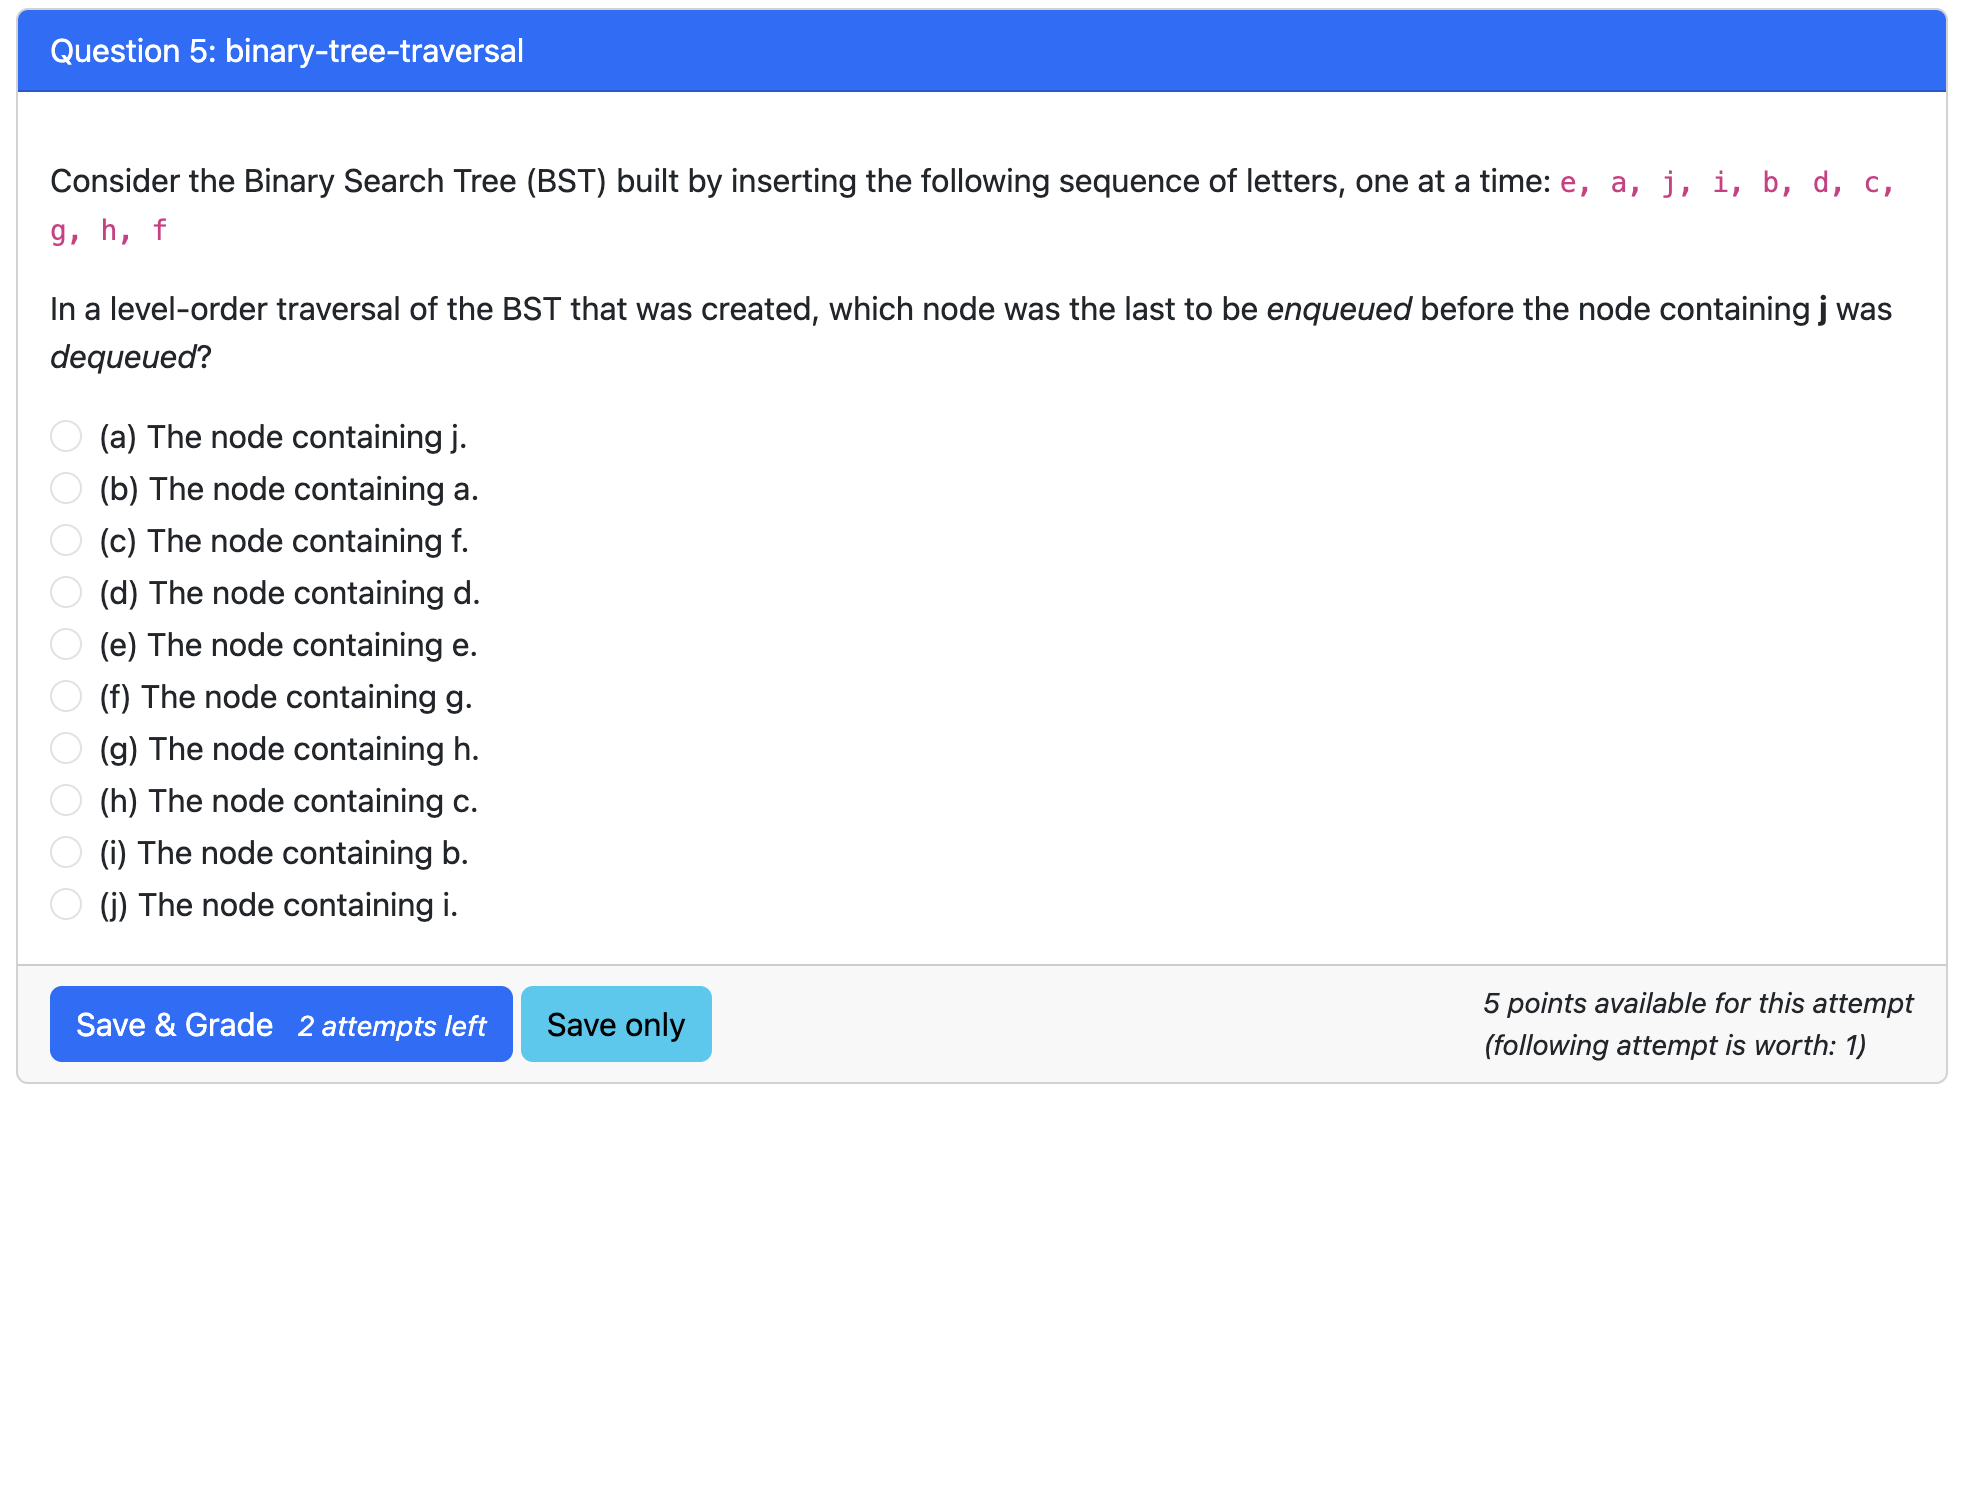 Question 5: binary-tree-traversal
Consider the Binary Search Tree (BST) built by inserting the following sequence of letters, one at a time: e, a, j, i, b, d, c,
g, h, f
In a level-order traversal of the BST that was created, which node was the last to be enqueued before the node containing j was
dequeued?
(a) The node containing j.
(b) The node containing a.
(c) The node containing f.
(d) The node containing d.
(e) The node containing e.
(f) The node containing g.
(g) The node containing h.
(h) The node containing c.
(i) The node containing b.
(j) The node containing i.
Save & Grade 2 attempts left Save only
5 points available for this attempt
(following attempt is worth: 1)